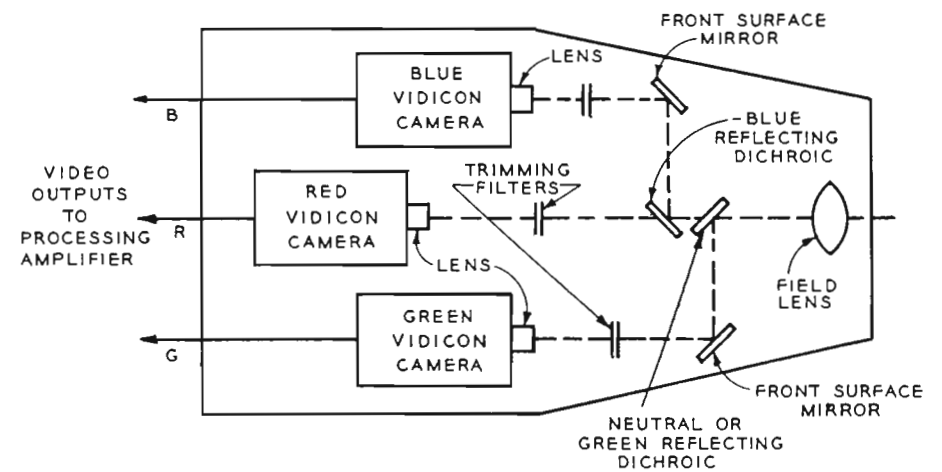 FRONT SURFACE
MIRROR
LENS
BLUE
VIDICON
CAMERA
B
-BLUE
REFLECTING
DICHROIC
TRIMMING
FILTERS
VIDEO
OUTPUTS
TO
PROCESSING
AMPLIFIER
RED
VIDICON
CAMERA
R
LENS
FIELD
LENS
GREEN
VIDICON
CAMERA
G
FRONT SURFACE
MIRROR
NEUTRAL OR
GREEN REFLECTING
DICHROIC